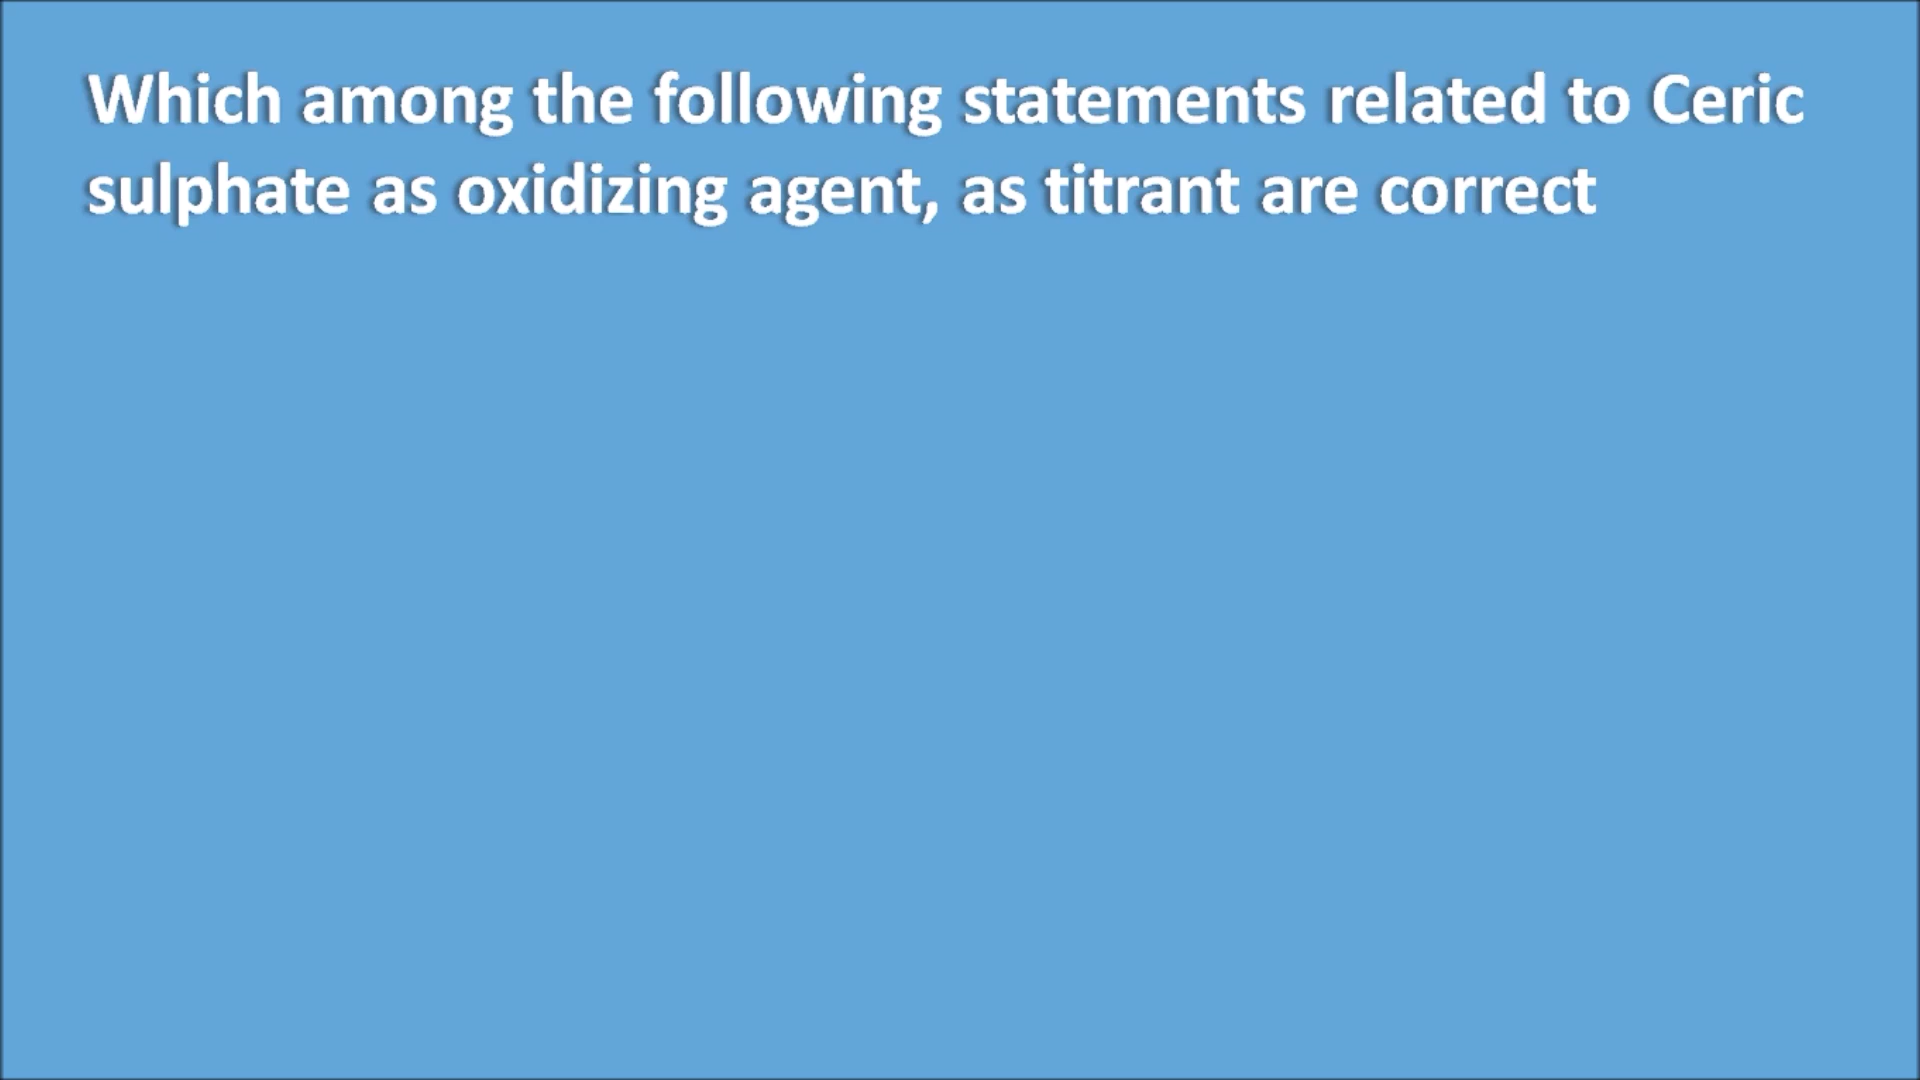 Which among the following statements related to Ceric
sulphate as oxidizing agent, as titrant are correct